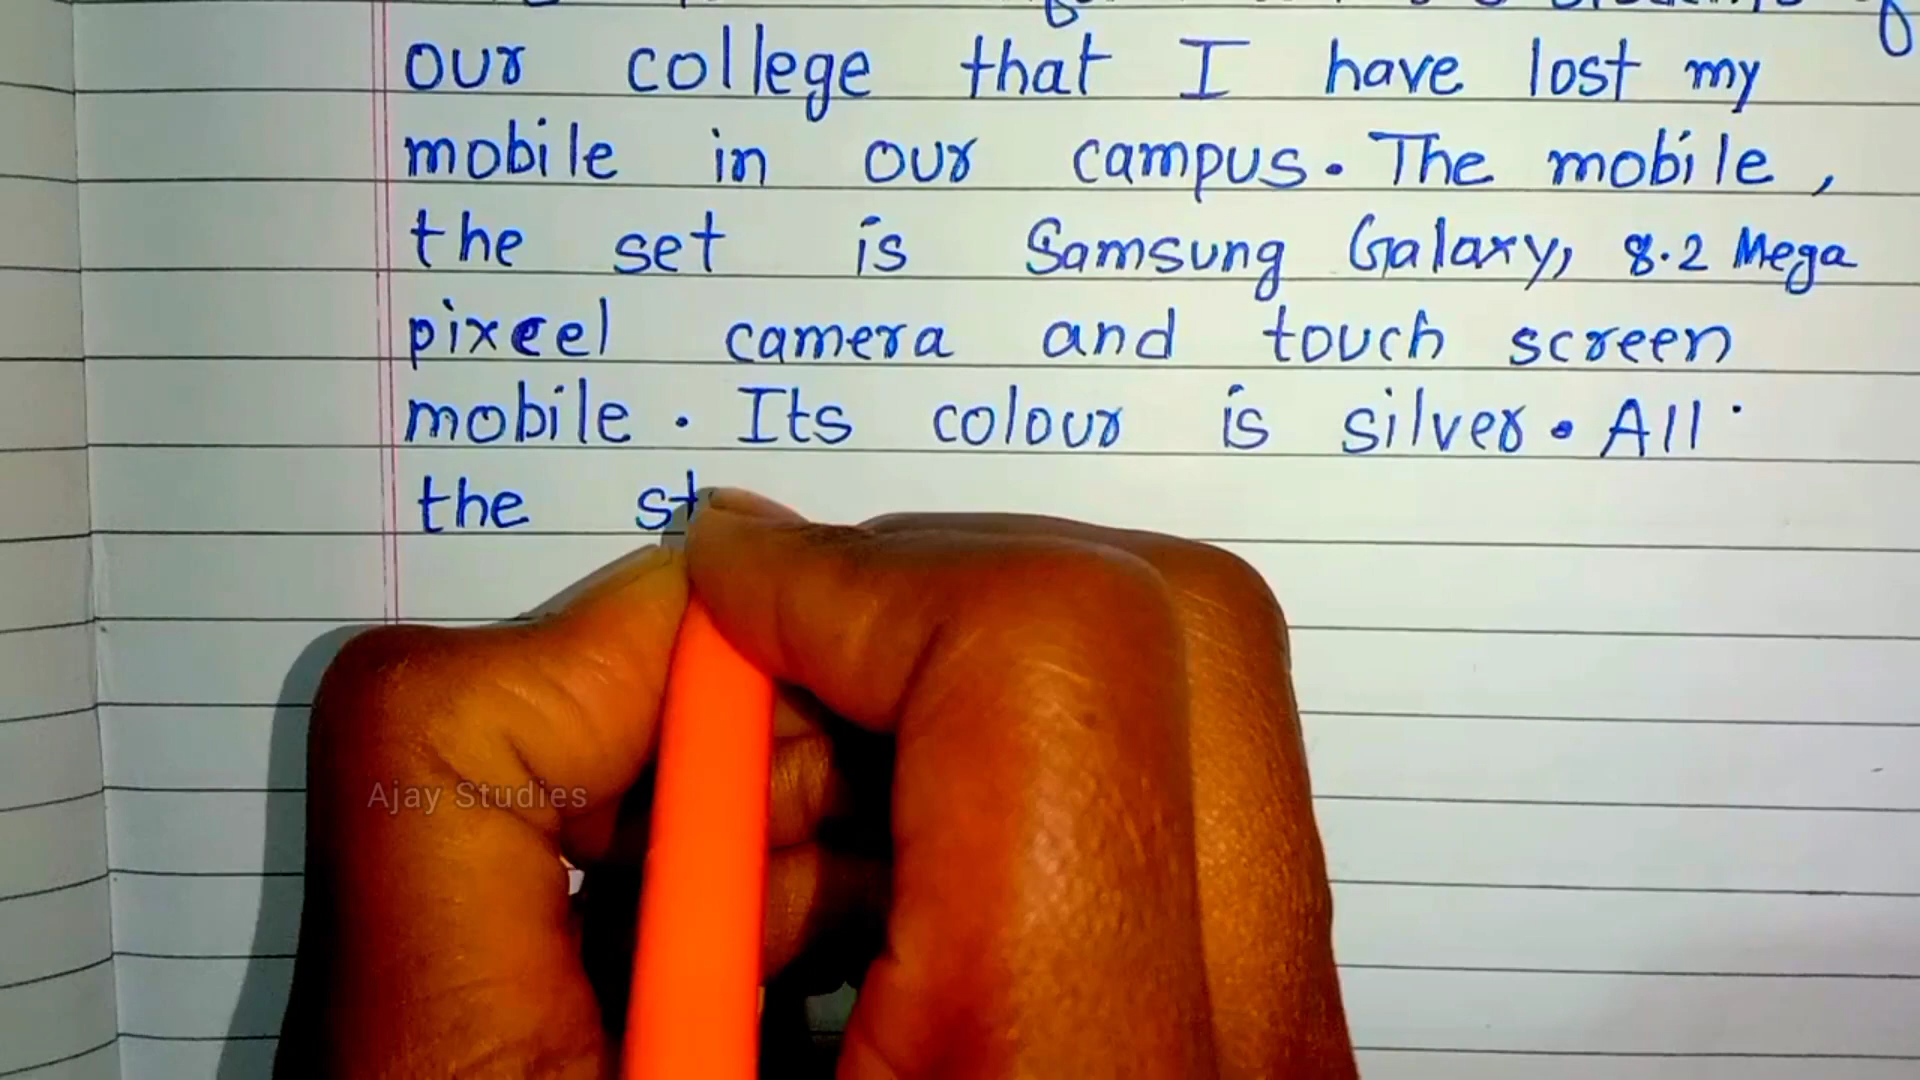 our college that I have lost my
mobile in our campus. The mobile,
the set is Samsung Galaxy, 8.2 Mega
pixeel camera and touch screen
mobile. Its colour is silver. All
the st
Ajay Studies